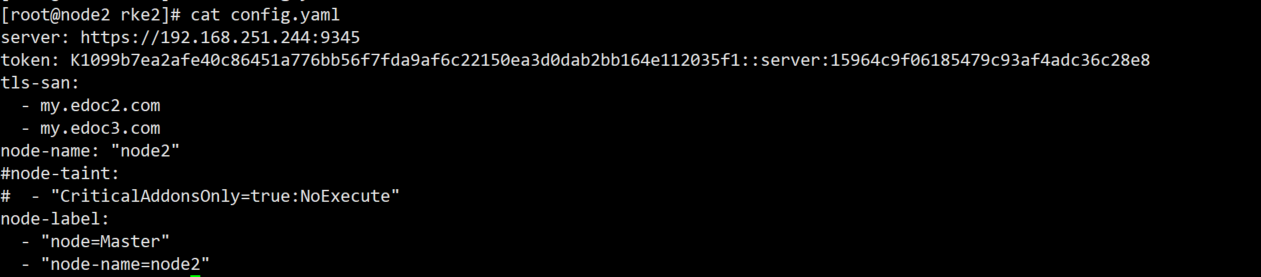 [root@node2 rke2]# cat config.yaml
server: https://192.168.251.244:9345
token: K1099b7ea2afe40c86451a776bb56f7fda9af6c22150ea3d0dab2bb164e112035f1::server:15964c9f06185479c93af4adc36c28e8
tls-san:
  - my.edoc2.com
  - my.edoc3.com
node-name: "node2"
#node-taint:
#  - "CriticalAddonsOnly=true:NoExecute"
node-label:
  - "node=Master"
  - "node-name=node2"